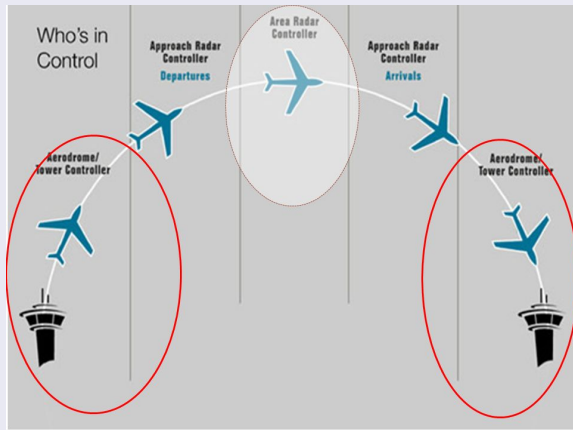 Who's in
Control
Aerodrome/
Tower Controller
Approach Radar
Controller
Departures
Area Radar
Controller
Approach Radar
Controller
Arrivals
Aerodrome/
Tower Controller